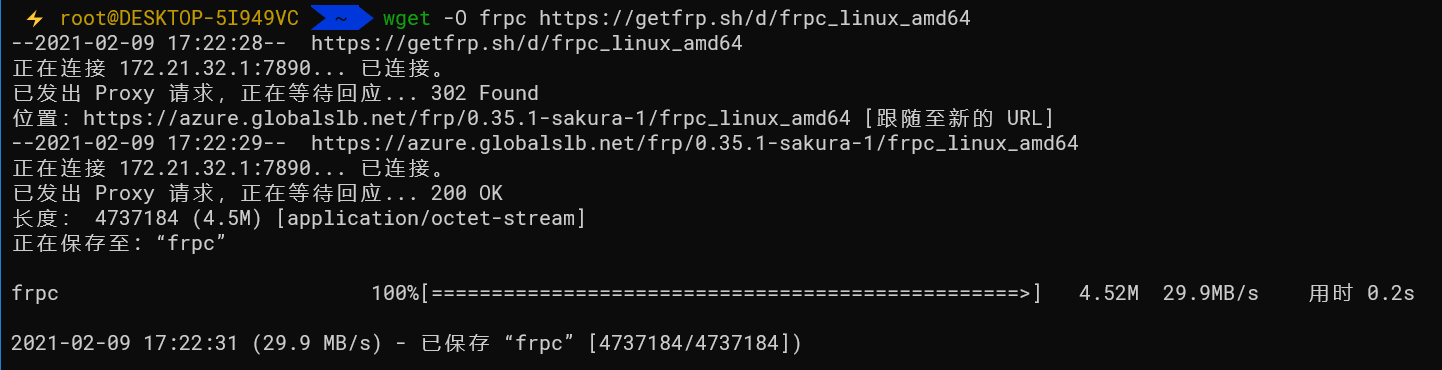 ⚡ root@DESKTOP-5I949VC ~ wget -O frpc https://getfrp.sh/d/frpc_linux_amd64
--2021-02-09 17:22:28--  https://getfrp.sh/d/frpc_linux_amd64
正在连接 172.21.32.1:7890... 已连接。
已发出 Proxy 请求，正在等待回应... 302 Found
位置：https://azure.globalslb.net/frp/0.35.1-sakura-1/frpc_linux_amd64 [跟随至新的 URL]
--2021-02-09 17:22:29--  https://azure.globalslb.net/frp/0.35.1-sakura-1/frpc_linux_amd64
正在连接 172.21.32.1:7890... 已连接。
已发出 Proxy 请求，正在等待回应... 200 OK
长度： 4737184 (4.5M) [application/octet-stream]
正在保存至: “frpc”
frpc 100%[=================================================>] 4.52M 29.9MB/s 用时 0.2s
2021-02-09 17:22:31 (29.9 MB/s) - 已保存 “frpc” [4737184/4737184])